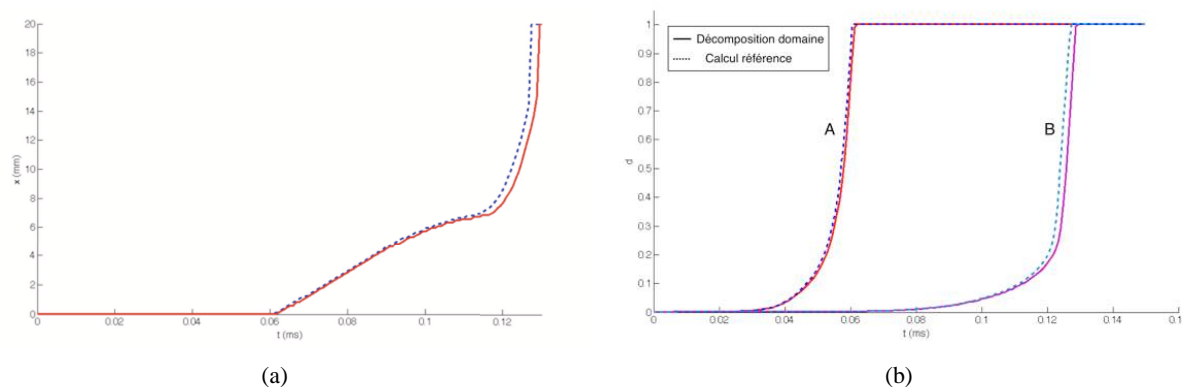 20
18
16
14
12
10
8
6
4
2
0
x (mm)
0 0.02 0.04 0.06 0.08 0.1 0.12
t (ms)
(a)
1
0.9
0.8
0.7
0.6
0.5
0.4
0.3
0.2
0.1
0
d
Décomposition domaine
Calcul référence
A
B
0 0.02 0.04 0.06 0.08 0.1 0.12 0.14 0.1
t (ms)
(b)